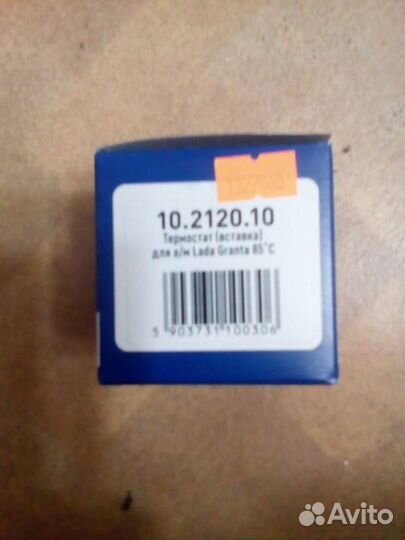 10.2120.10
Термостат (вставка)
для а/м Lada Granta 85°C
5 903731 100306
Avito